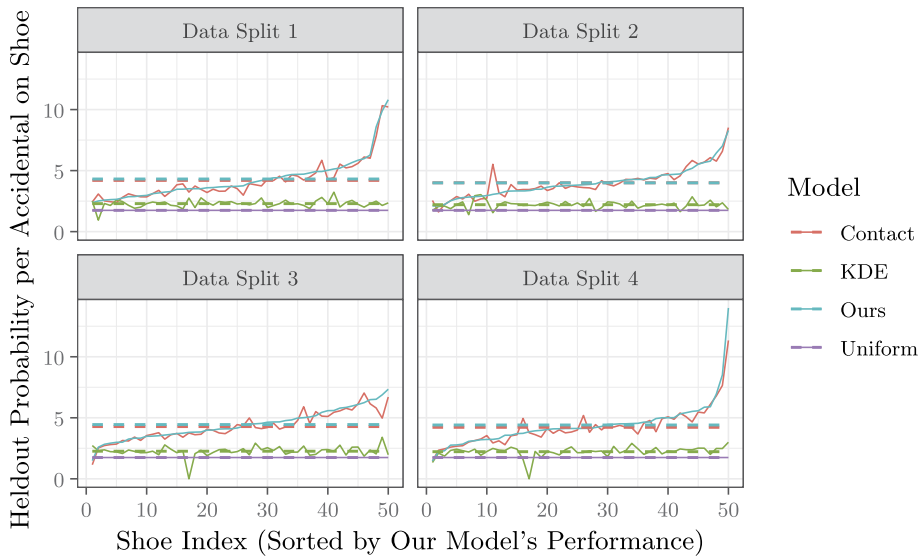 Heldout Probability per Accidental on Shoe
Data Split 1
Data Split 2
10
5
0
Data Split 3
Data Split 4
10
5
0
0 10 20 30 40 50
0 10 20 30 40 50
Shoe Index (Sorted by Our Model's Performance)
Model
Contact
KDE
Ours
Uniform